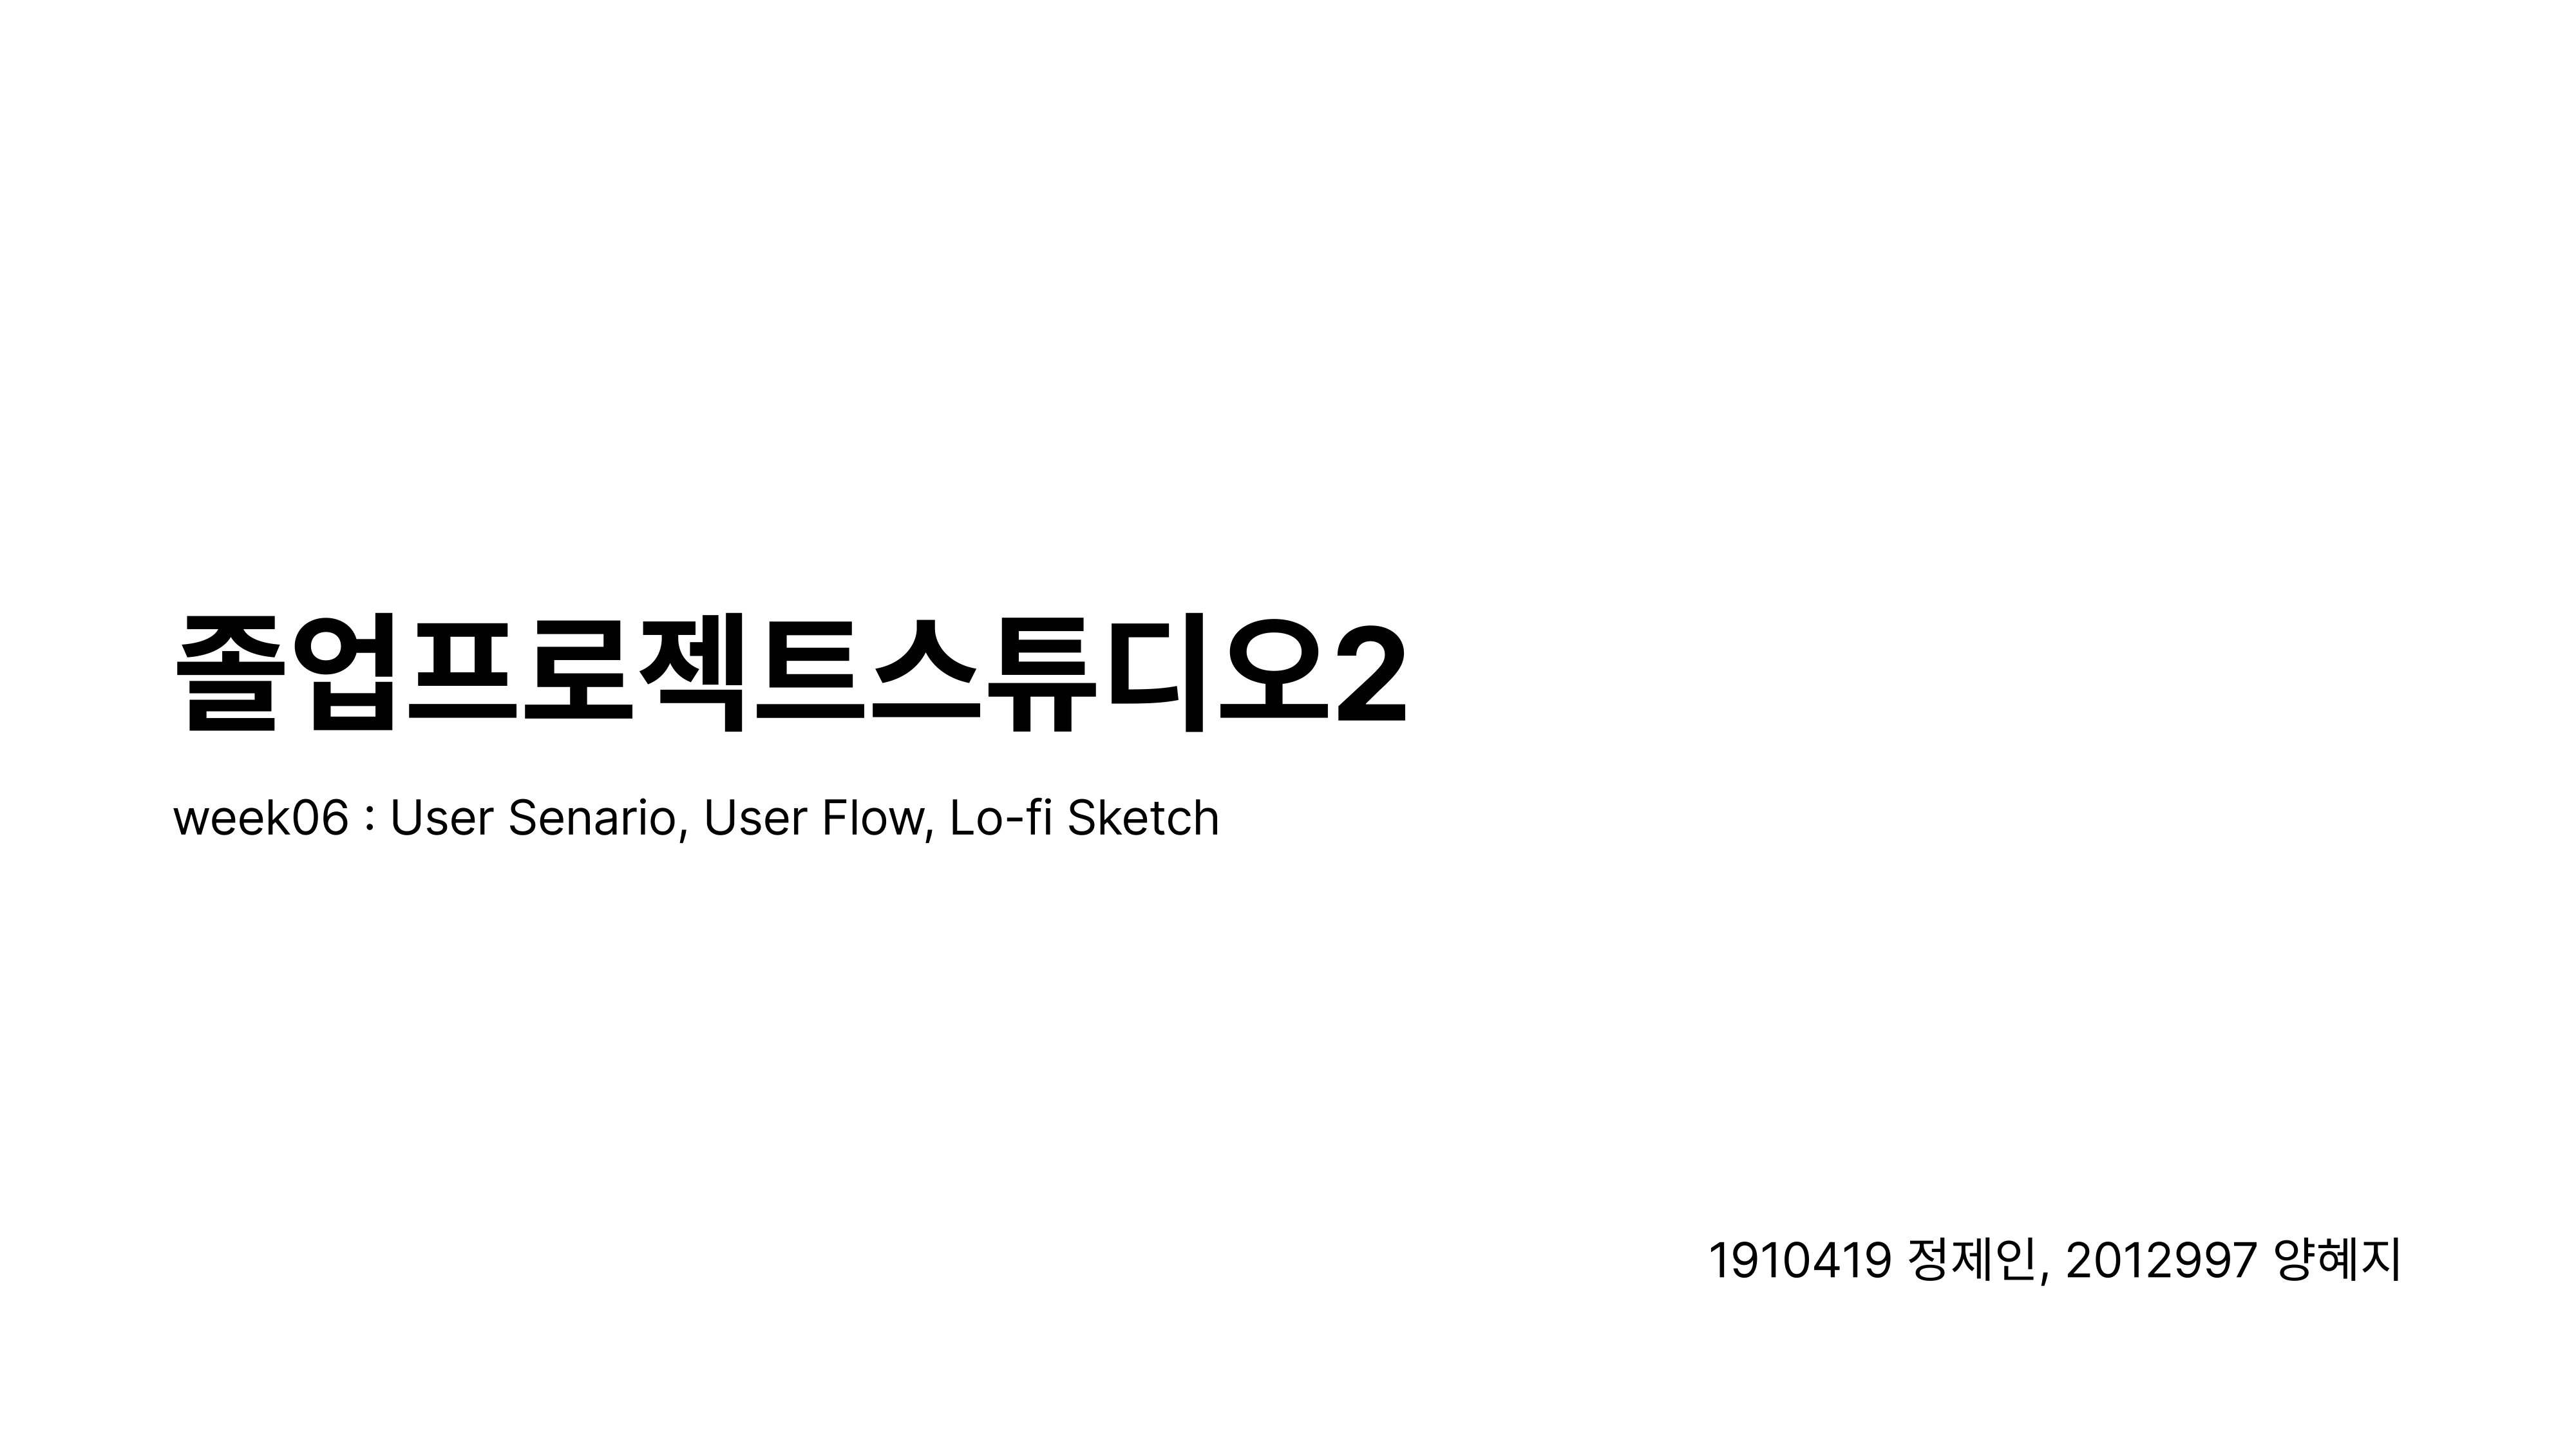 졸업프로젝트스튜디오2
week06 : User Senario, User Flow, Lo-fi Sketch
1910419 정제인, 2012997 양혜지